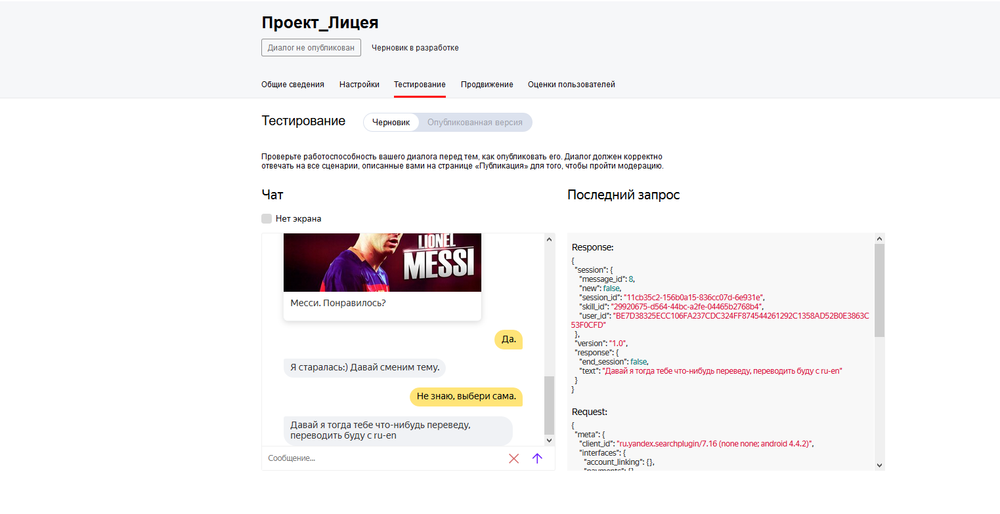 Проект_Лицея
Диалог не опубликован Черновик в разработке
Общие сведения Настройки Тестирование Продвижение Оценки пользователей
Тестирование Черновик Опубликованная версия
Проверьте работоспособность вашего диалога перед тем, как опубликовать его. Диалог должен корректно
отвечать на все сценарии, описанные вами на странице «Публикация» для того, чтобы пройти модерацию.
Чат
Нет экрана
LIONEL
MESSI
Месси. Понравилось?
Да.
Я старалась:) Давай сменим тему.
Не знаю, выбери сама.
Давай я тогда тебе что-нибудь переведу,
переводить буду с ru-en
Сообщение...
Последний запрос
Response:
{
"session": {
"message_id": 8,
"new": false,
"session_id": "11cb35c2-156b0a15-836cc07d-6e931e",
"skill_id": "29920675-d564-44bc-a2fe-04465b2768b4",
"user_id": "BE7D38325ECC106FA237CDC324FF874544261292C1358AD52B0E3863C
53F0CFD"
},
"version": "1.0",
"response": {
"end_session": false,
"text": "Давай я тогда тебе что-нибудь переведу, переводить буду с ru-en"
}
}
Request:
{
"meta": {
"client_id": "ru.yandex.searchplugin/7.16 (none none; android 4.4.2)",
"interfaces": {
"account_linking": {},
"payments": {}